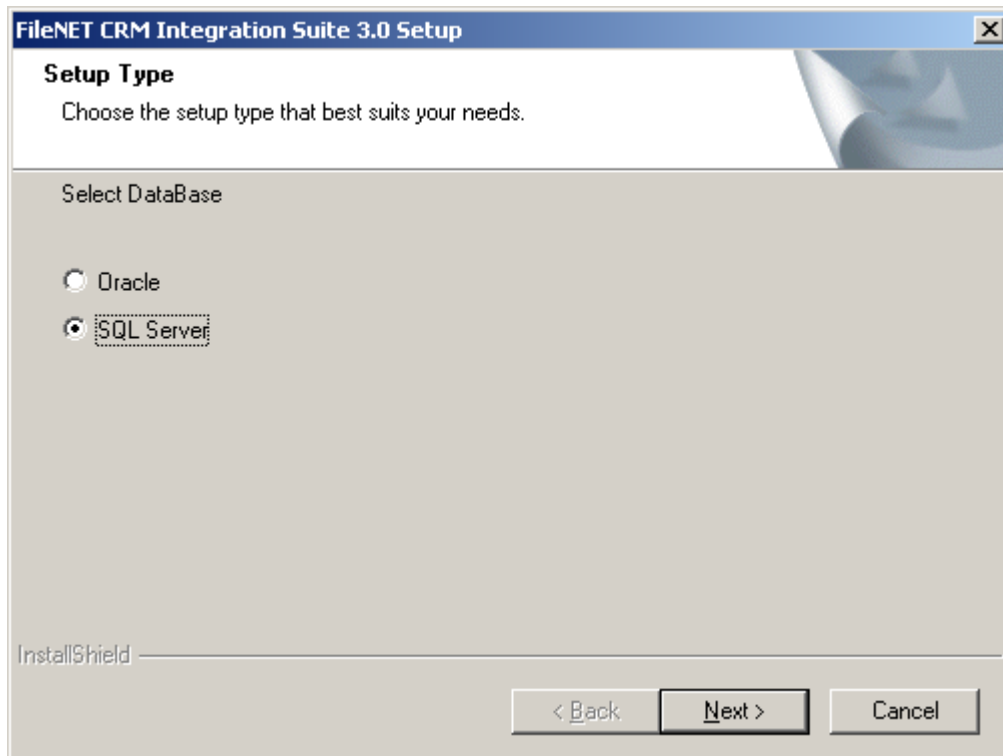 FileNET CRM Integration Suite 3.0 Setup
Setup Type
Choose the setup type that best suits your needs.
Select DataBase
Oracle
SQL Server
InstallShield
< Back Next > Cancel